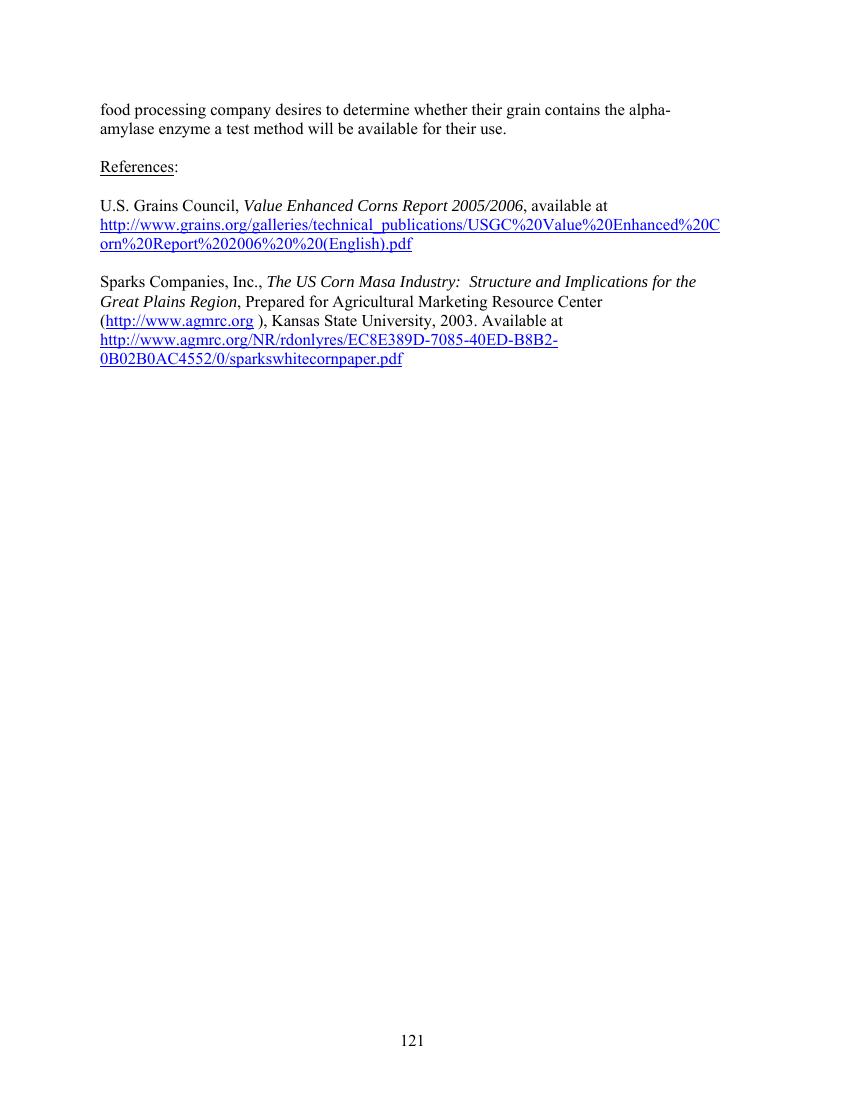 food processing company desires to determine whether their grain contains the alpha-
amylase enzyme a test method will be available for their use.
References:
U.S. Grains Council, Value Enhanced Corns Report 2005/2006, available at
http://www.grains.org/galleries/technical_publications/USGC%20Value%20Enhanced%20C
orn%20Report%202006%20%20(English).pdf
Sparks Companies, Inc., The US Corn Masa Industry:  Structure and Implications for the
Great Plains Region, Prepared for Agricultural Marketing Resource Center
(http://www.agmrc.org ), Kansas State University, 2003. Available at
http://www.agmrc.org/NR/rdonlyres/EC8E389D-7085-40ED-B8B2-
0B02B0AC4552/0/sparkswhitecornpaper.pdf
121